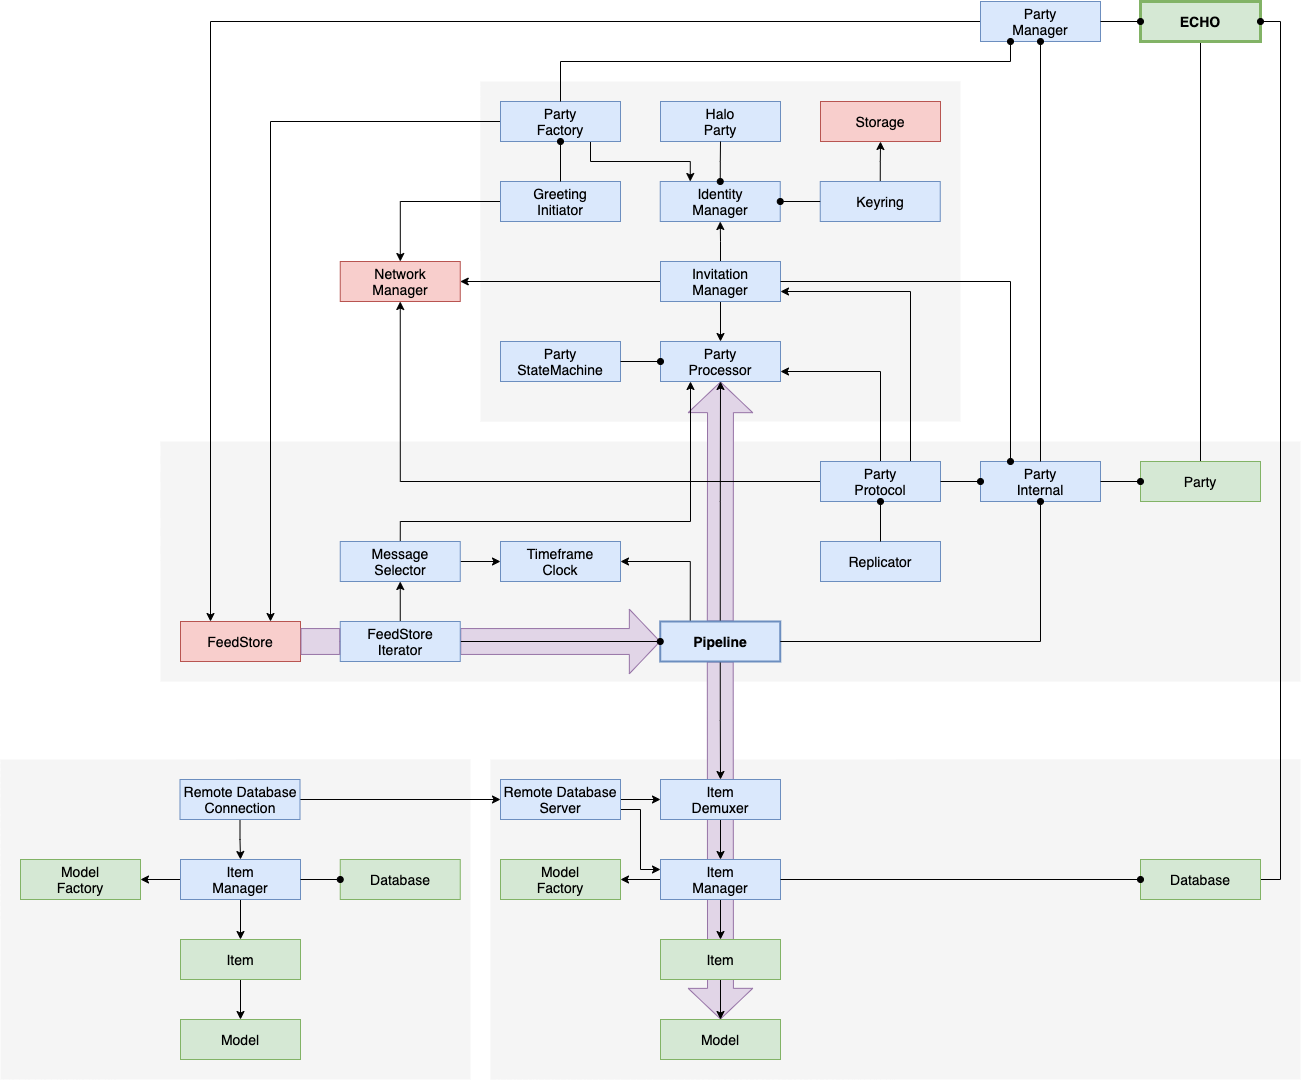 Party
Manager
ECHO
Party
Factory
Halo
Party
Storage
Greeting
Initiator
Identity
Manager
Keyring
Network
Manager
Invitation
Manager
Party
StateMachine
Party
Processor
Party
Protocol
Party
Internal
Party
Message
Selector
Timeframe
Clock
Replicator
FeedStore
FeedStore
Iterator
Pipeline
Remote Database
Connection
Remote Database
Server
Item
Demuxer
Model
Factory
Item
Manager
Database
Model
Factory
Item
Manager
Database
Item
Item
Model
Model